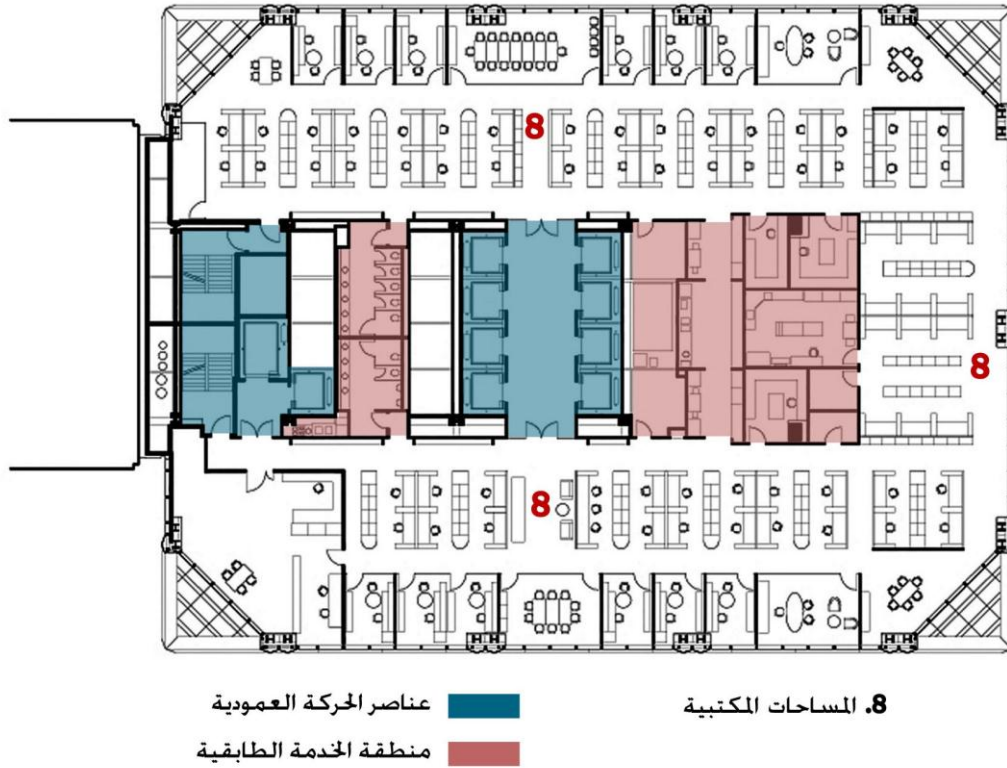 8
8
8
8. المساحات المكتبية
عناصر الحركة العمودية
منطقة الخدمة الطابقية